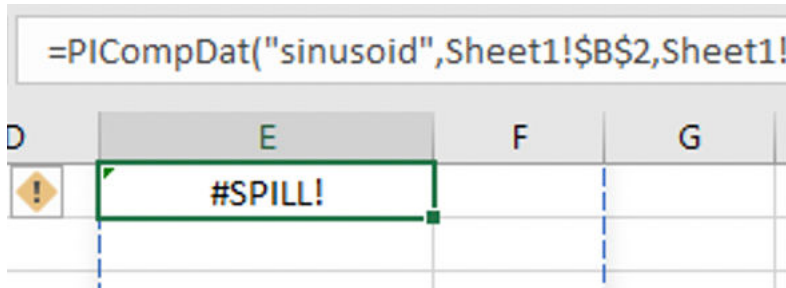 =PICompDat("sinusoid",Sheet1!$B$2,Sheet1!
D E F G
! #SPILL!